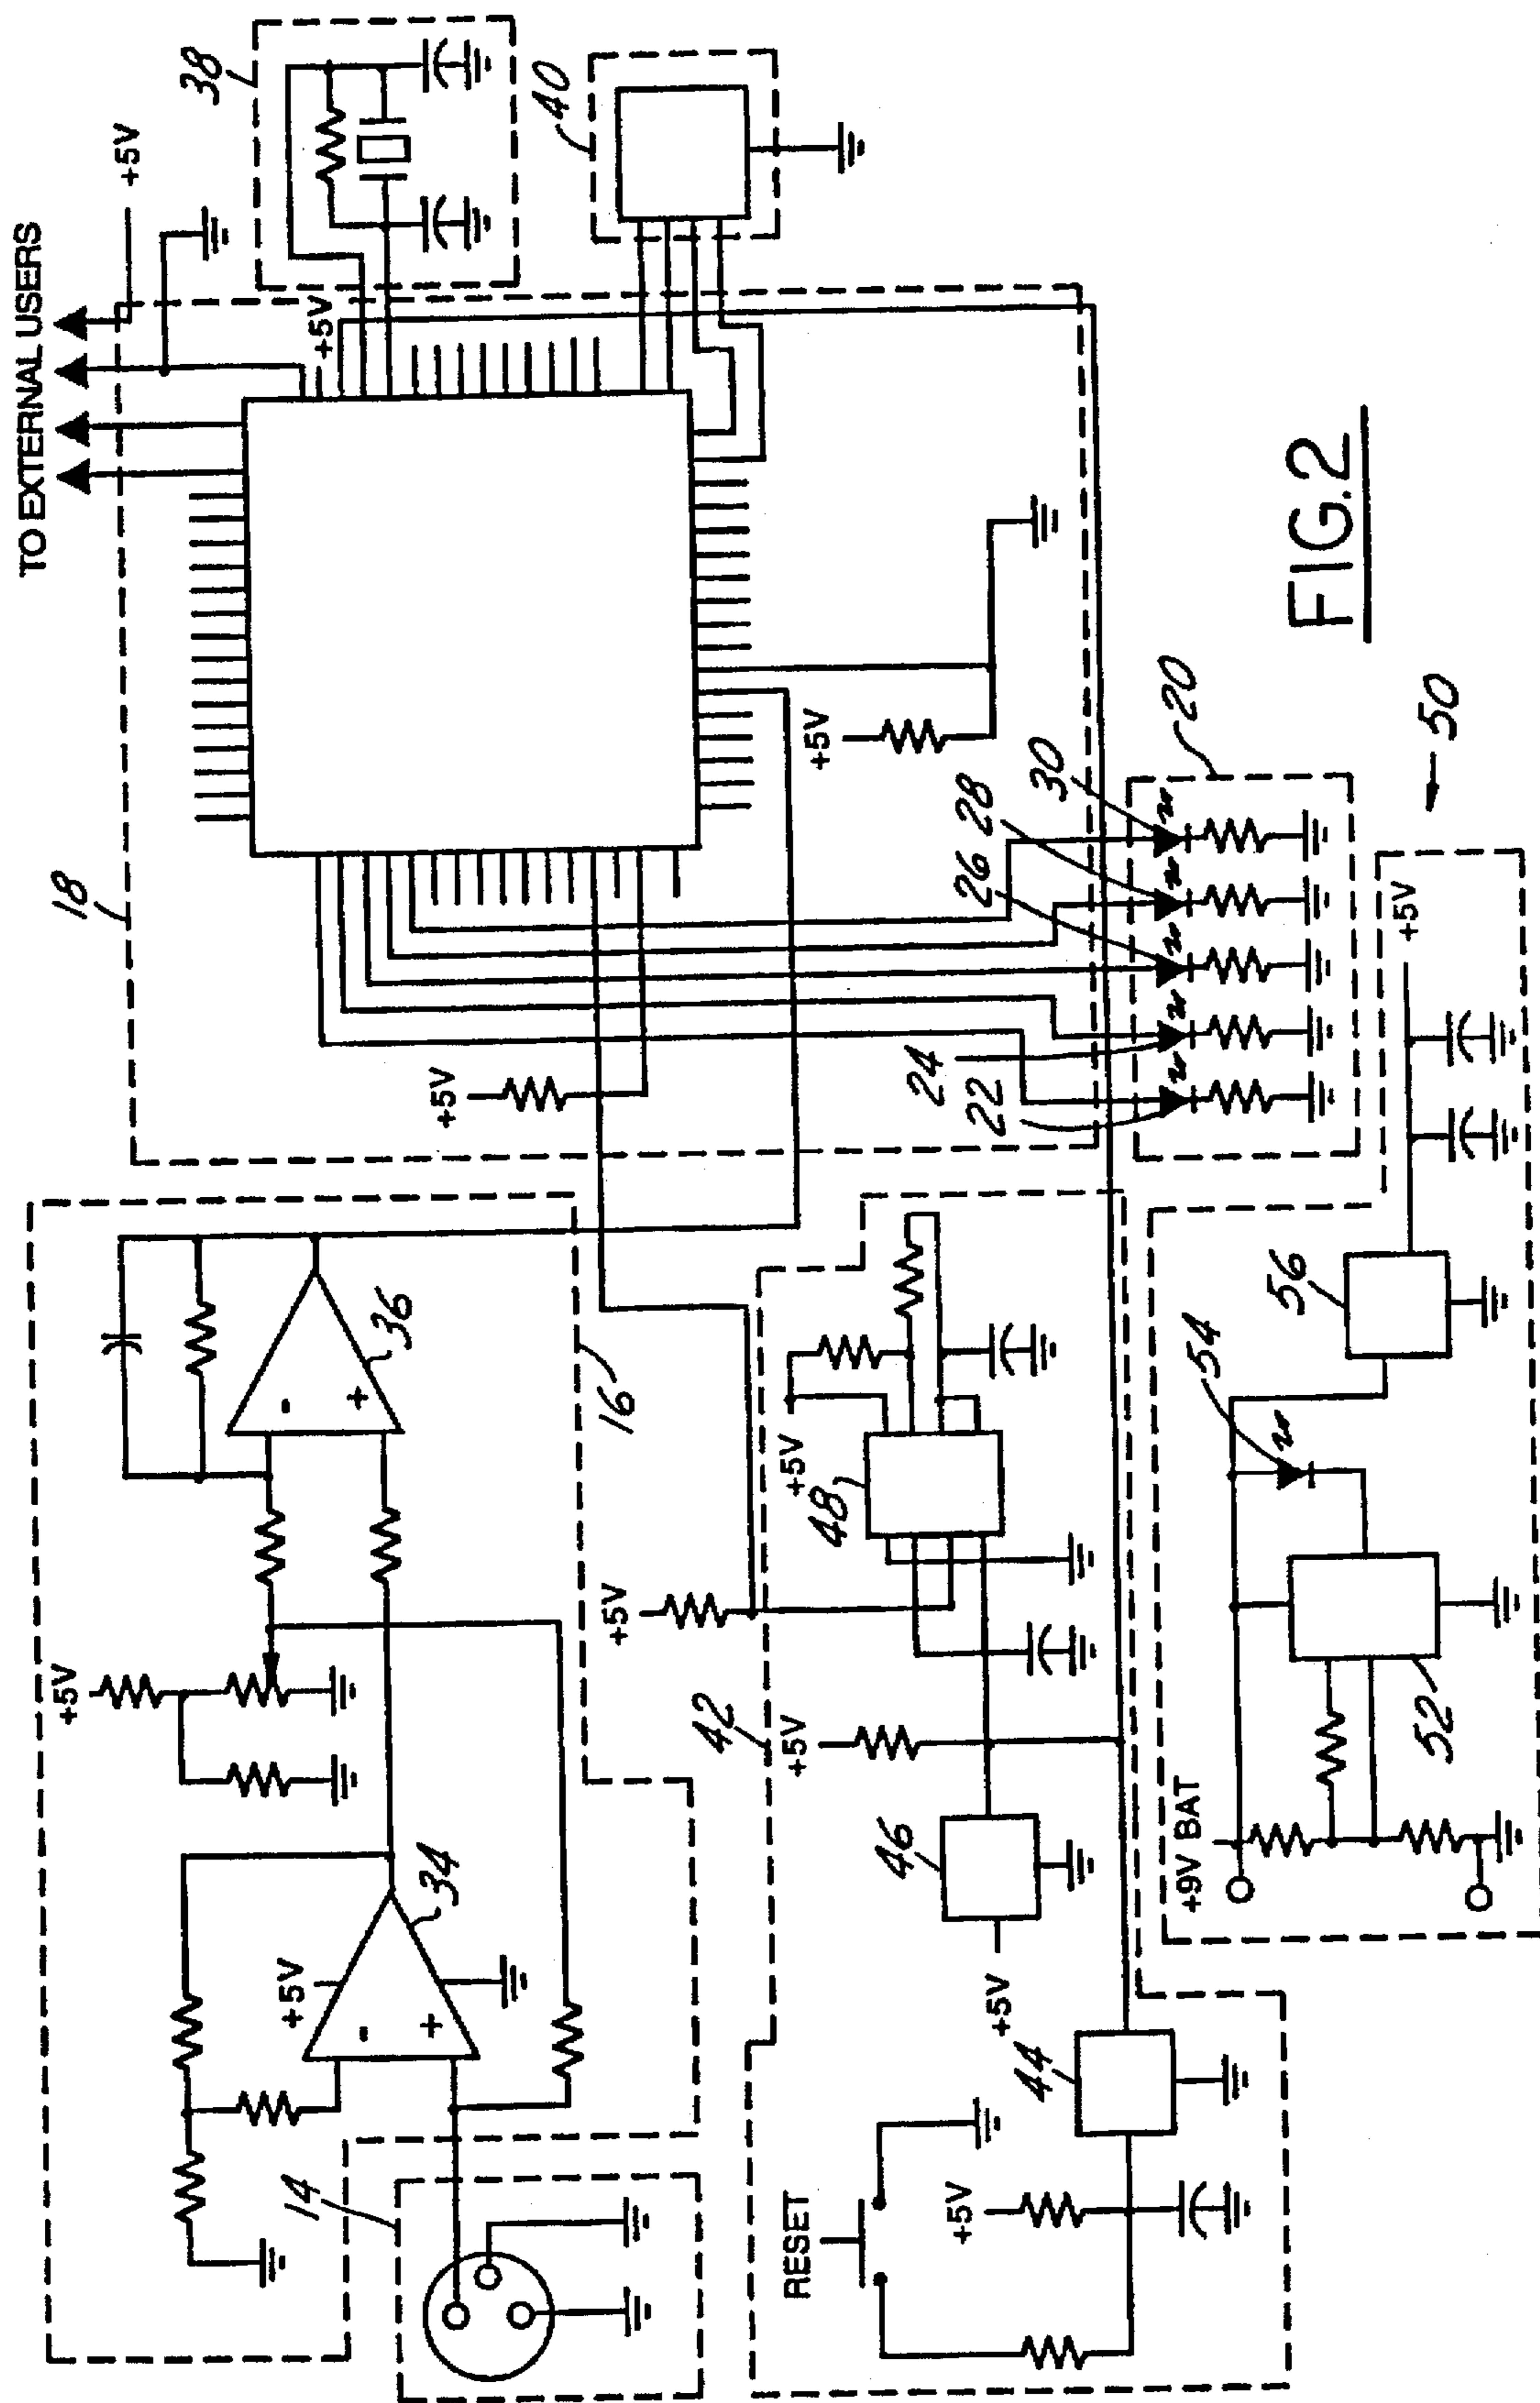 TO EXTERNAL USERS
+5V
38
+5V
40
18
+5V
+5V
30
28
26
24
22
20
FIG.2
50
36
16
+5V
34
+5V
-
+
-
+
14
+5V
42
+5V
48
+5V
46
+5V
44
RESET
+5V
+5V
56
54
52
+9V BAT